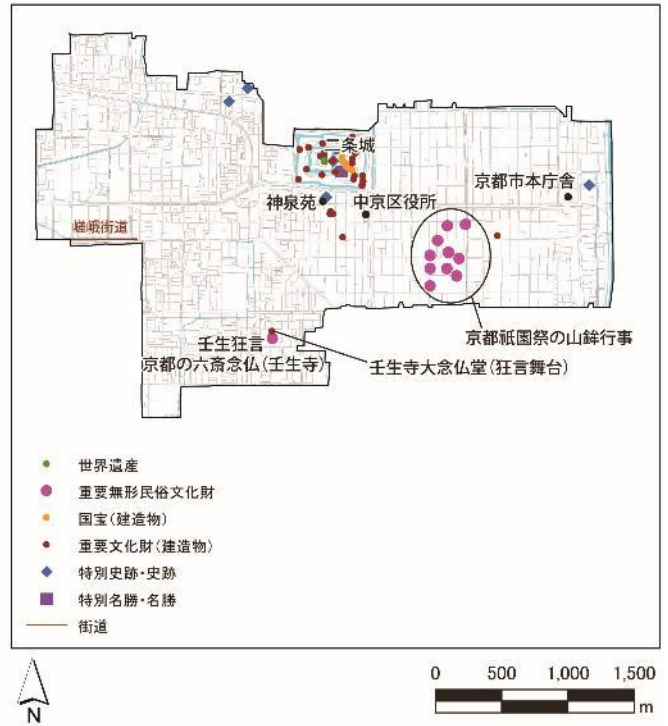 二条城
京都市本庁舎
神泉苑
中京区役所
嵯峨街道
京都祇園祭の山鉾行事
壬生狂言
京都の六斎念仏(壬生寺)
壬生寺大念仏堂(狂言舞台)
世界遺産
重要無形民俗文化財
国宝(建造物)
重要文化財(建造物)
特別史跡・史跡
特別名勝・名勝
街道
N
0 500 1,000 1,500
m